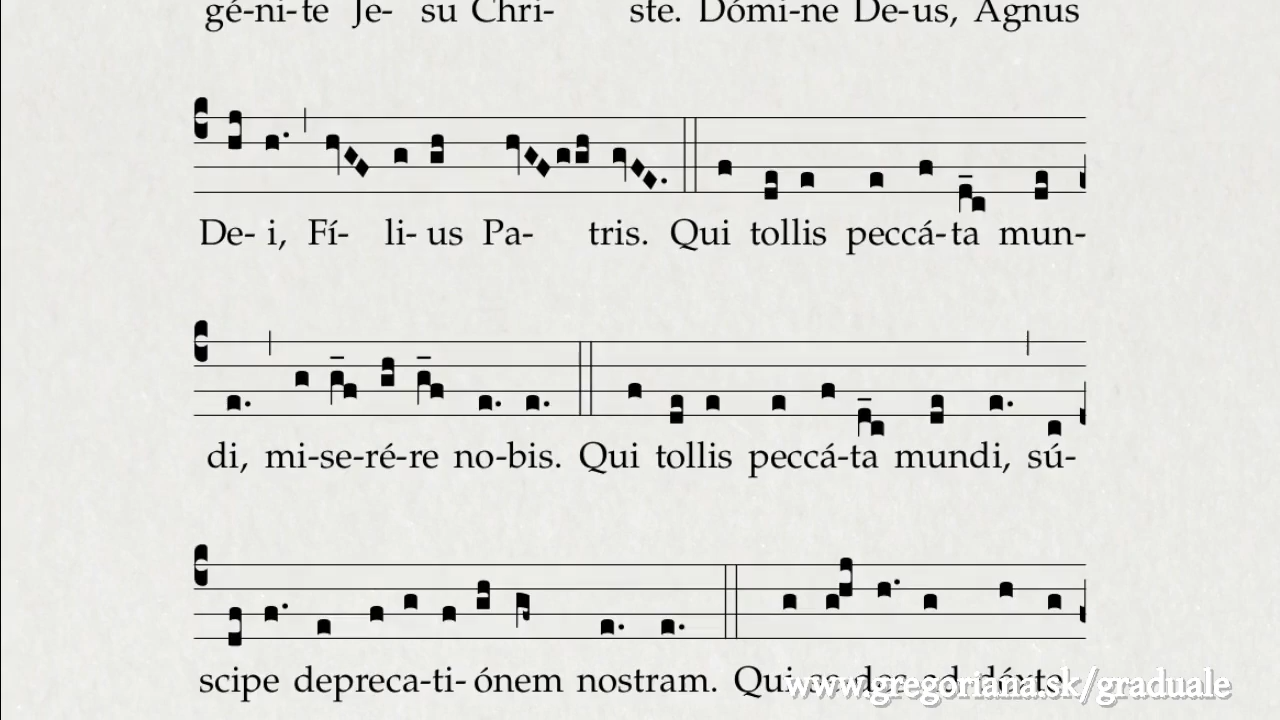 gé-ni-te Je- su Chri- ste. Dómi-ne De-us, Agnus
De- i, Fí- li- us Pa- tris. Qui tollis peccá-ta mun-
di, mi-se-ré-re no-bis. Qui tollis peccá-ta mundi, sú-
scipe depreca-ti-ónem nostram. Qui
www.gregoriana.sk/graduale